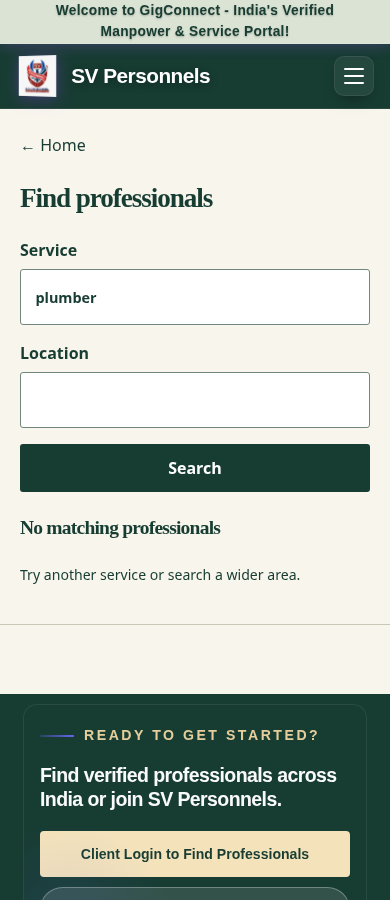 Welcome to GigConnect - India's Verified
Manpower & Service Portal!
SV Personnels
← Home
Find professionals
Service
plumber
Location
Search
No matching professionals
Try another service or search a wider area.
READY TO GET STARTED?
Find verified professionals across
India or join SV Personnels.
Client Login to Find Professionals